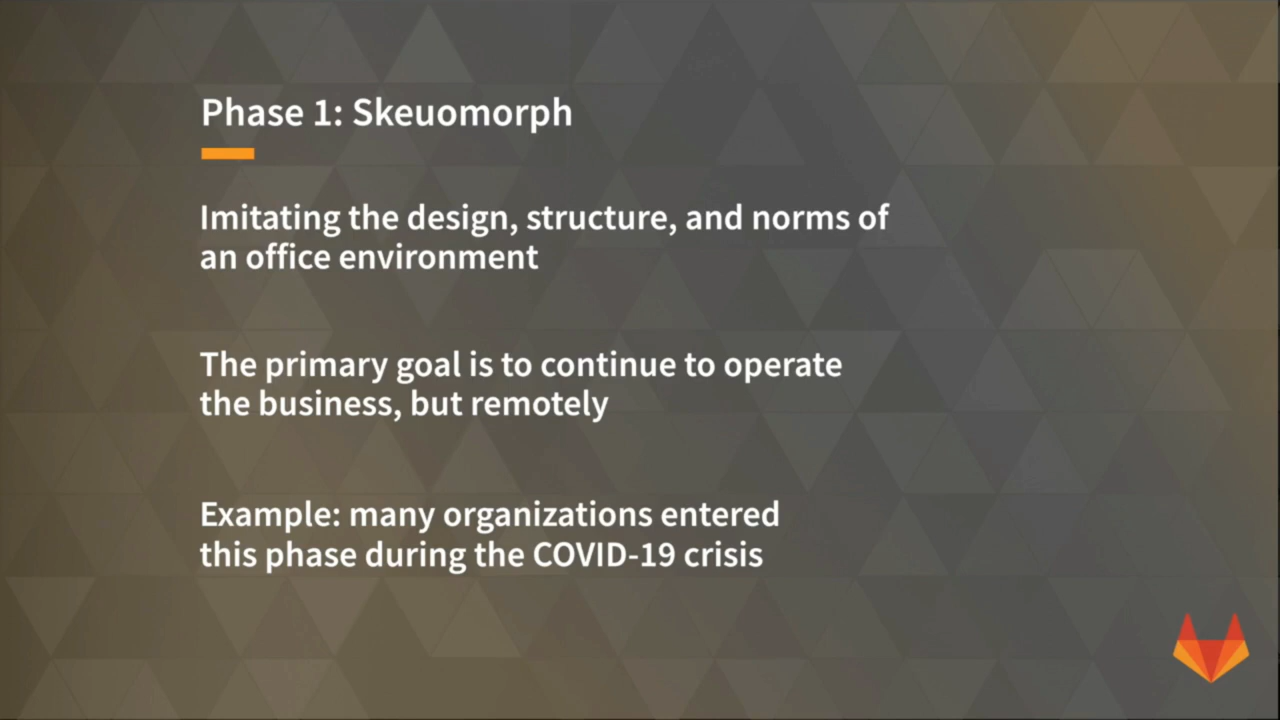 Phase 1: Skeuomorph
Imitating the design, structure, and norms of
an office environment
The primary goal is to continue to operate
the business, but remotely
Example: many organizations entered
this phase during the COVID-19 crisis